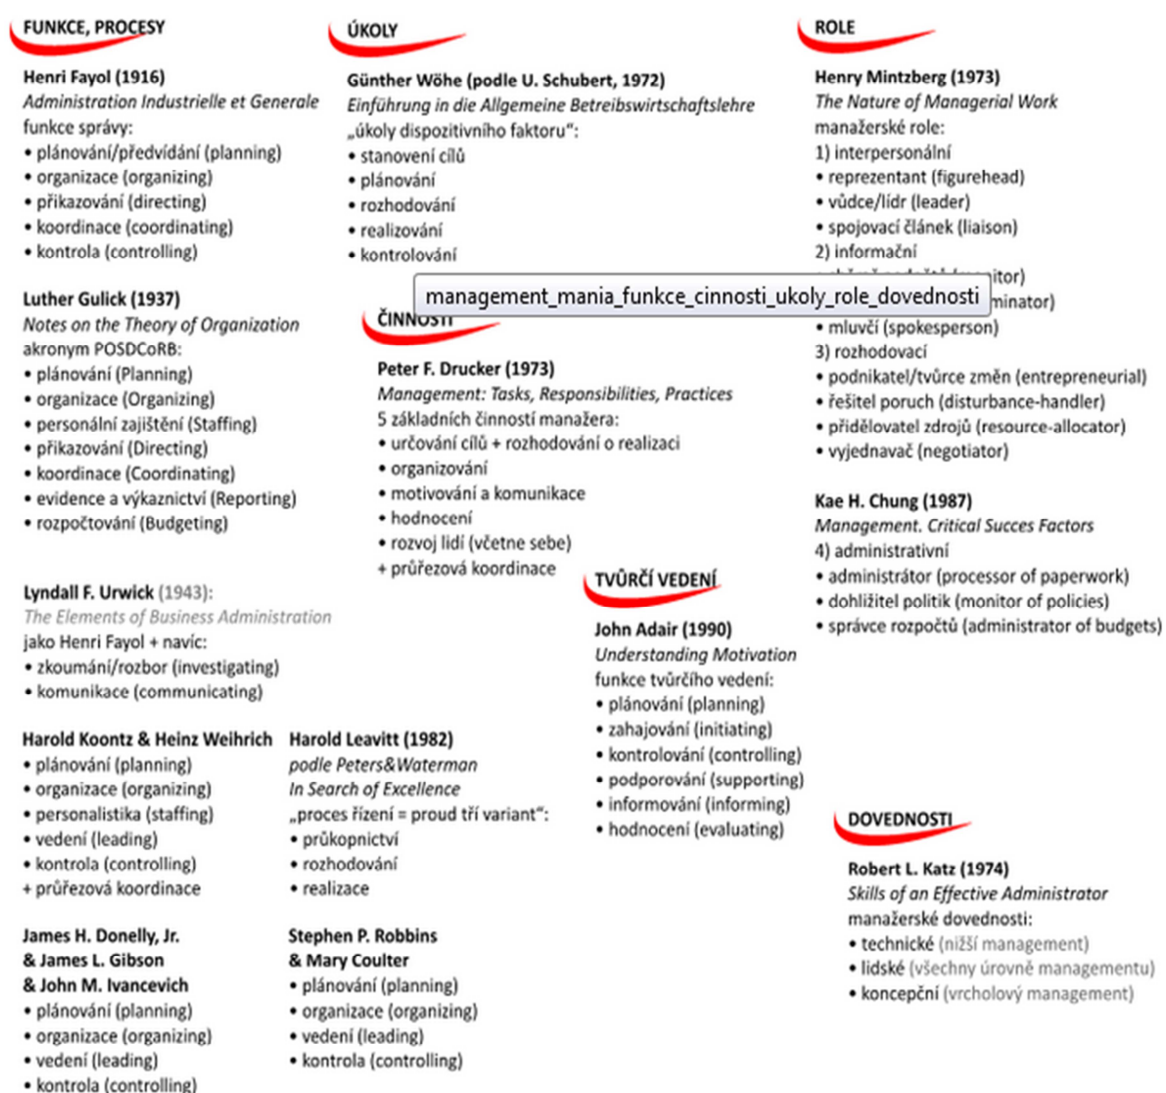 FUNKCE, PROCESY
Henri Fayol (1916)
Administration Industrielle et Generale
funkce správy:
• plánování/předvídání (planning)
• organizace (organizing)
• přikazování (directing)
• koordinace (coordinating)
• kontrola (controlling)
Luther Gulick (1937)
Notes on the Theory of Organization
akronym POSDCoRB:
• plánování (Planning)
• organizace (Organizing)
• personální zajištění (Staffing)
• přikazování (Directing)
• koordinace (Coordinating)
• evidence a výkaznictví (Reporting)
• rozpočtování (Budgeting)
Lyndall F. Urwick (1943):
The Elements of Business Administration
jako Henri Fayol + navíc:
• zkoumání/rozbor (investigating)
• komunikace (communicating)
Harold Koontz & Heinz Weihrich
• plánování (planning)
• organizace (organizing)
• personalistika (staffing)
• vedení (leading)
• kontrola (controlling)
+ průřezová koordinace
James H. Donelly, Jr.
& James L. Gibson
& John M. Ivancevich
• plánování (planning)
• organizace (organizing)
• vedení (leading)
• kontrola (controlling)
Harold Leavitt (1982)
podle Peters&Waterman
In Search of Excellence
„proces řízení = proud tří variant“:
• průkopnictví
• rozhodování
• realizace
Stephen P. Robbins
& Mary Coulter
• plánování (planning)
• organizace (organizing)
• vedení (leading)
• kontrola (controlling)
ÚKOLY
Günther Wöhe (podle U. Schubert, 1972)
Einführung in die Allgemeine Betreibswirtschaftslehre
„úkoly dispozitivního faktoru“:
• stanovení cílů
• plánování
• rozhodování
• realizování
• kontrolování
management_mania_funkce_cinnosti_ukoly_role_dovednosti
ČINNOSTI
Peter F. Drucker (1973)
Management: Tasks, Responsibilities, Practices
5 základních činností manažera:
• určování cílů + rozhodování o realizaci
• organizování
• motivování a komunikace
• hodnocení
• rozvoj lidí (včetne sebe)
+ průřezová koordinace
TVŮRČÍ VEDENÍ
John Adair (1990)
Understanding Motivation
funkce tvůrčího vedení:
• plánování (planning)
• zahajování (initiating)
• kontrolování (controlling)
• podporování (supporting)
• informování (informing)
• hodnocení (evaluating)
ROLE
Henry Mintzberg (1973)
The Nature of Managerial Work
manažerské role:
1) interpersonální
• reprezentant (figurehead)
• vůdce/lídr (leader)
• spojovací článek (liaison)
2) informační
• mluvčí (spokesperson)
3) rozhodovací
• podnikatel/tvůrce změn (entrepreneurial)
• řešitel poruch (disturbance-handler)
• přidělovatel zdrojů (resource-allocator)
• vyjednavač (negotiator)
Kae H. Chung (1987)
Management. Critical Succes Factors
4) administrativní
• administrátor (processor of paperwork)
• dohližitel politik (monitor of policies)
• správce rozpočtů (administrator of budgets)
DOVEDNOSTI
Robert L. Katz (1974)
Skills of an Effective Administrator
manažerské dovednosti:
• technické (nižší management)
• lidské (všechny úrovně managementu)
• koncepční (vrcholový management)